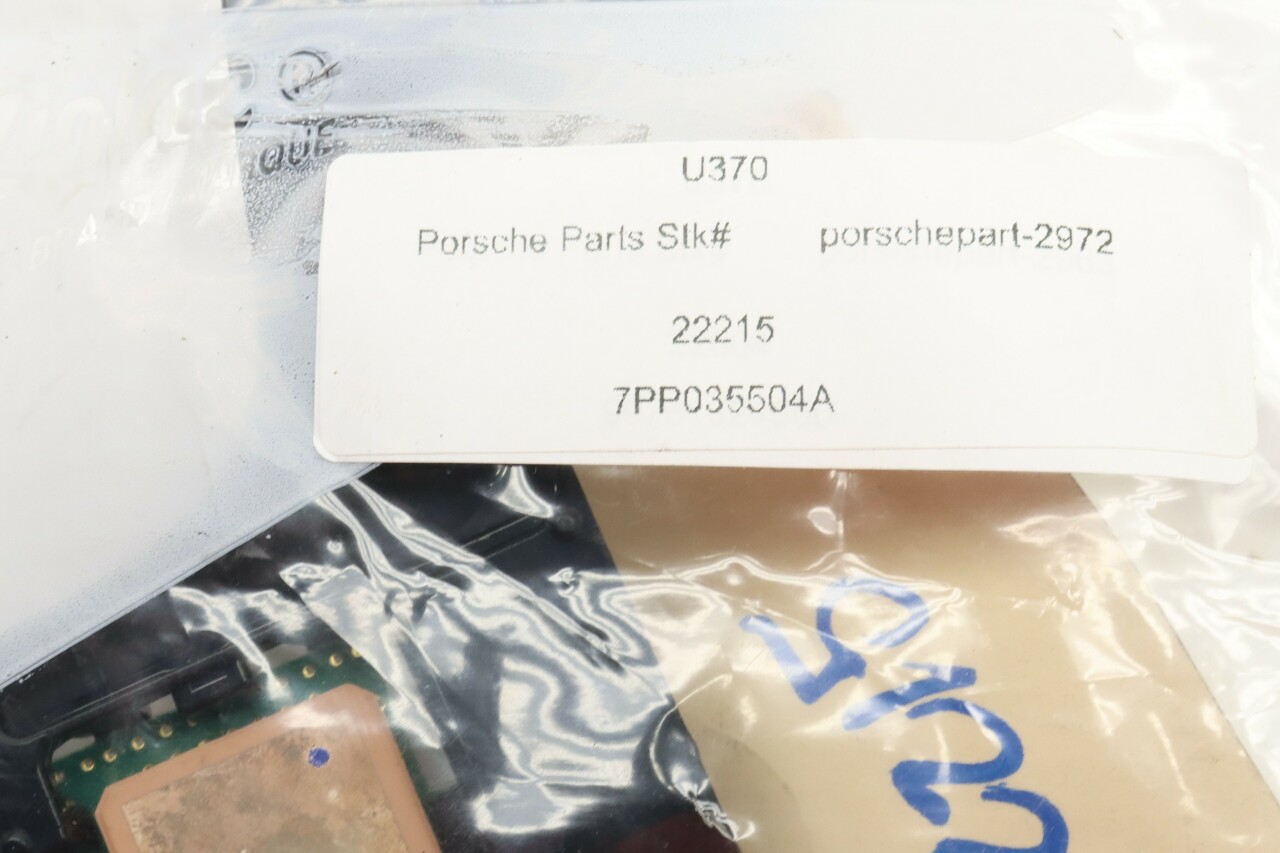 U370
Porsche Parts Stk# porschepart-2972
22215
7PP035504A